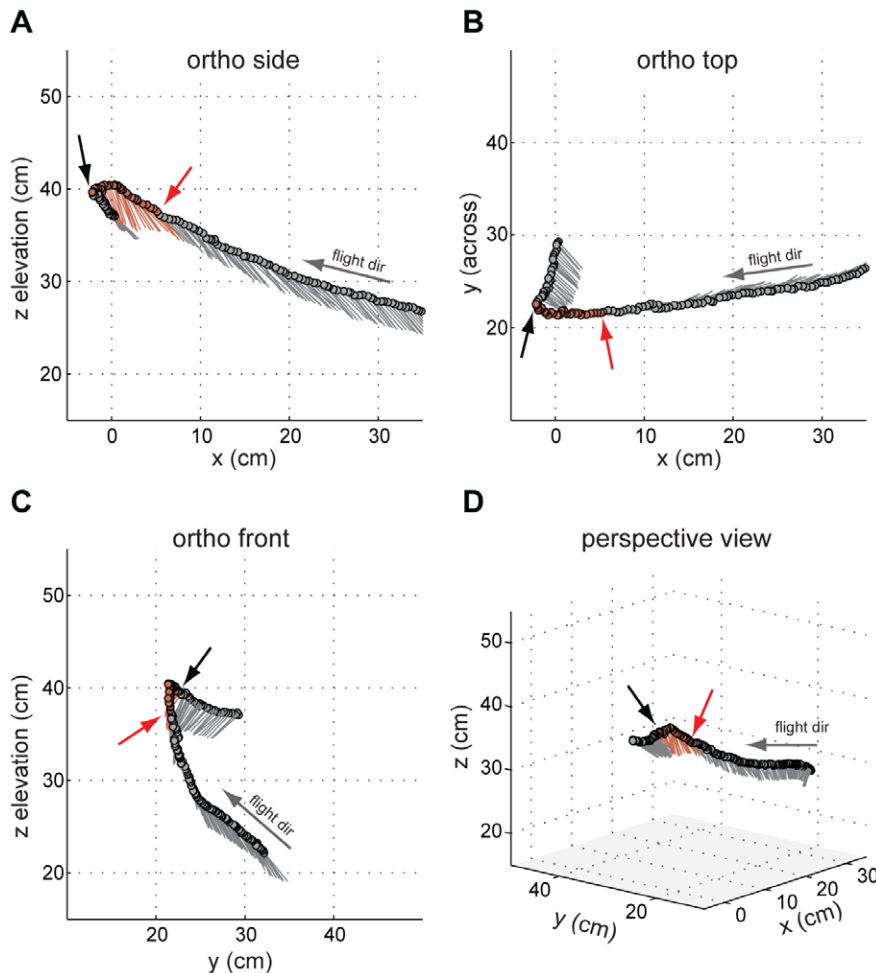 A
ortho side
50
40
30
20
z elevation (cm)
flight dir
0
10
20
30
x (cm)
B
ortho top
40
30
20
y (across)
flight dir
0
10
20
30
x (cm)
C
ortho front
50
40
30
20
z elevation (cm)
flight dir
20
40
y (cm)
D
perspective view
50
40
30
20
z (cm)
flight dir
40
20
y (cm)
0
10
20
30
x (cm)